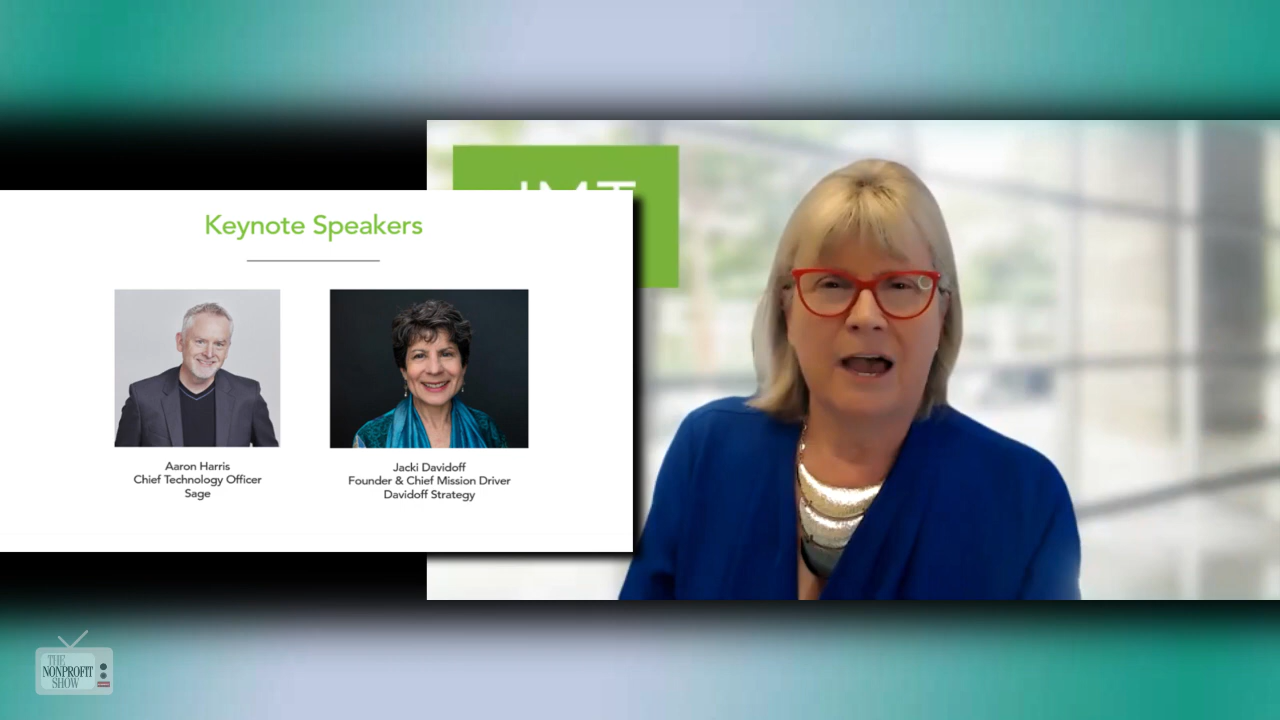 Keynote Speakers
Aaron Harris
Chief Technology Officer
Sage
Jacki Davidoff
Founder & Chief Mission Driver
Davidoff Strategy
THE
NONPROFIT
SHOW